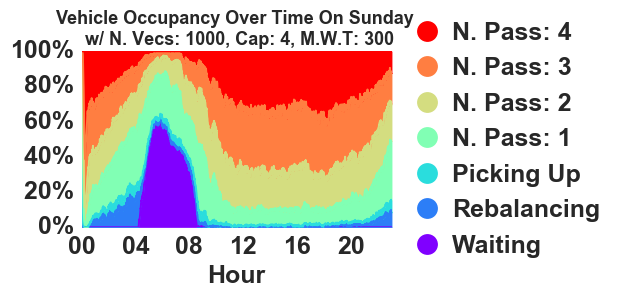 Vehicle Occupancy Over Time On Sunday
w/ N. Vecs: 1000, Cap: 4, M.W.T: 300
100%
80%
60%
40%
20%
0%
00 04 08 12 16 20
Hour
N. Pass: 4
N. Pass: 3
N. Pass: 2
N. Pass: 1
Picking Up
Rebalancing
Waiting